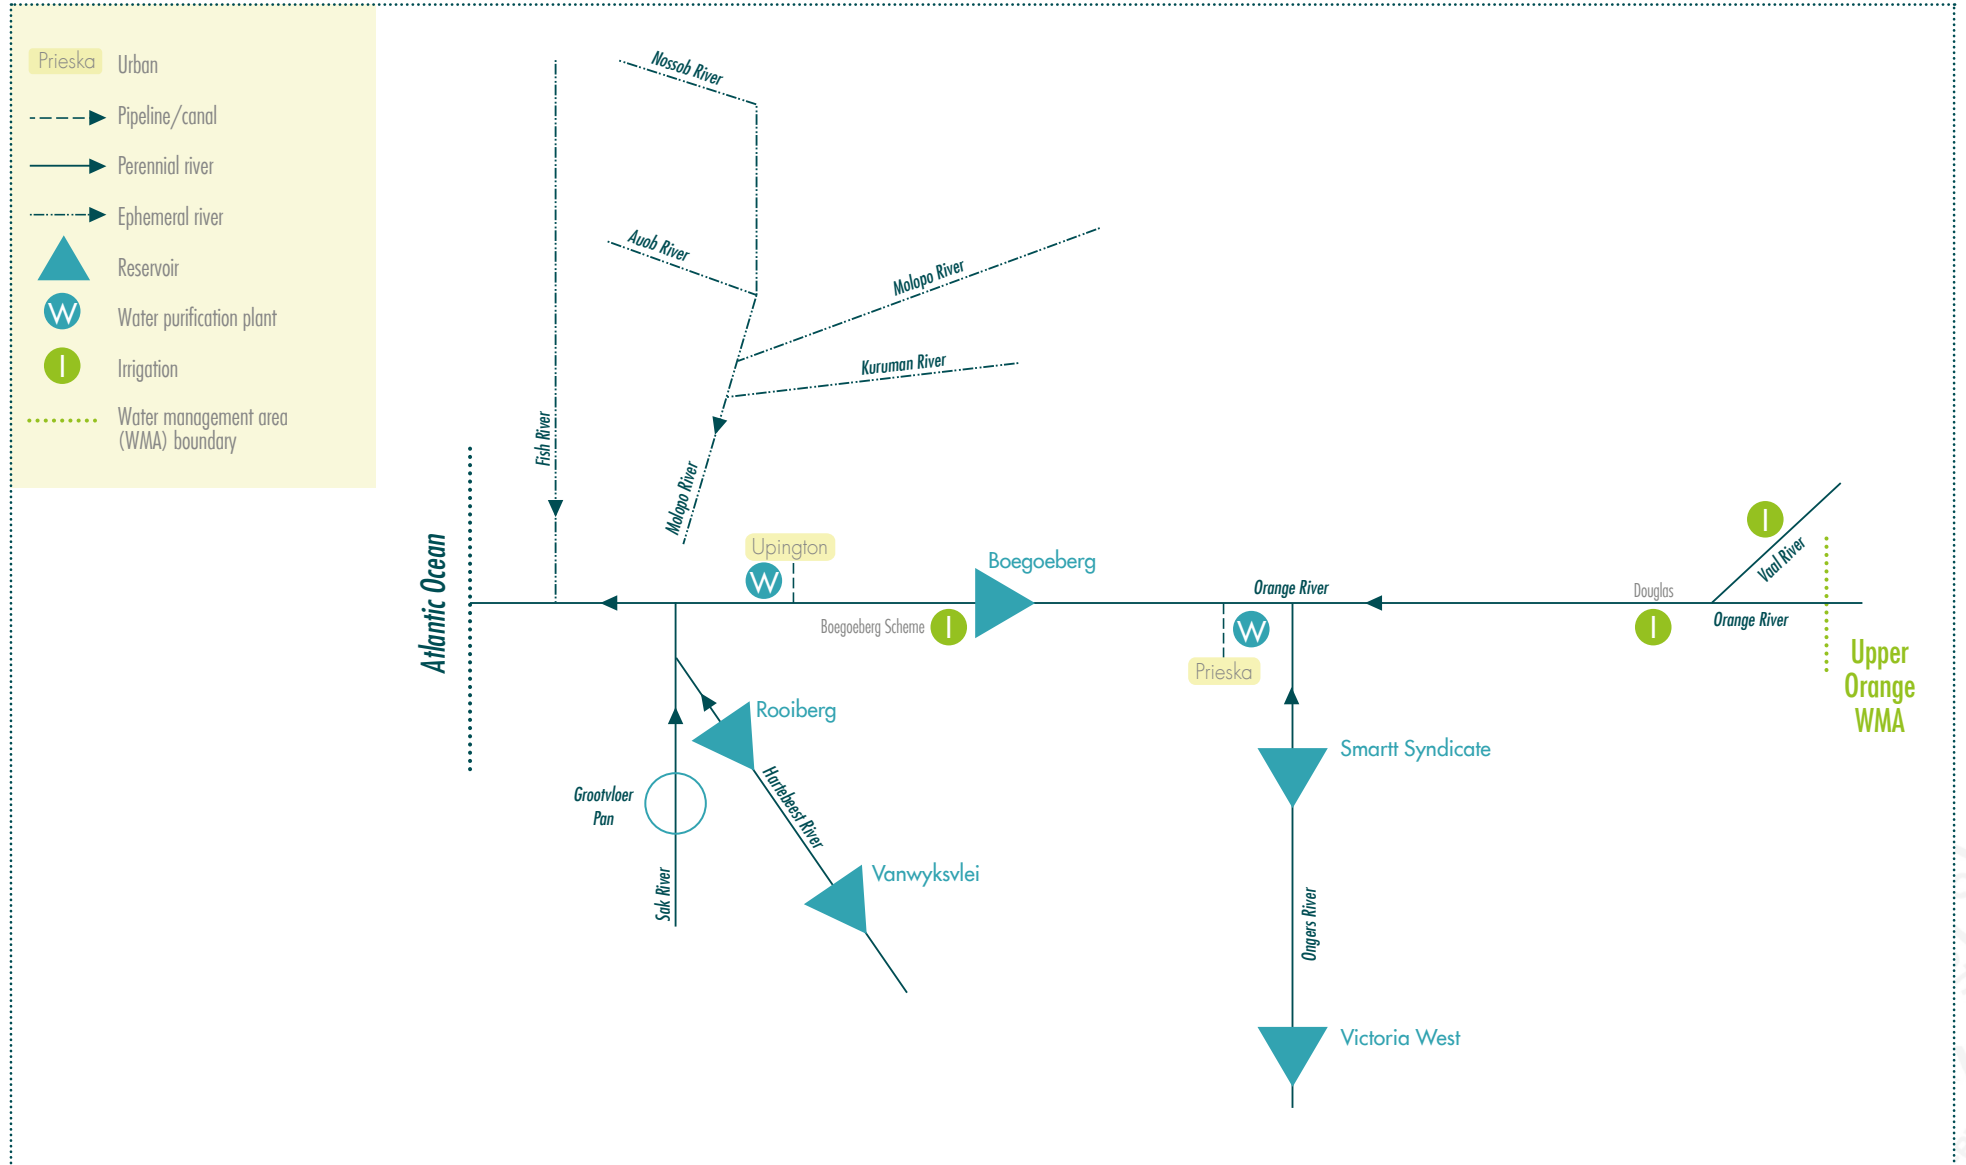 Prieska
Urban
Pipeline/canal
Perennial river
Ephemeral river
Reservoir
W
Water purification plant
I
Irrigation
Water management area
(WMA) boundary
Nossob River
Auob River
Molopo River
Kuruman River
Fish River
Molopo River
Atlantic Ocean
Upington
W
Boegoeberg
Boegoeberg Scheme
I
Orange River
W
Prieska
Douglas
I
I
Vaal River
Orange River
Upper
Orange
WMA
Rooiberg
Hartebeest River
Grootvloer
Pan
Sak River
Vanwyksvlei
Smartt Syndicate
Ongers River
Victoria West